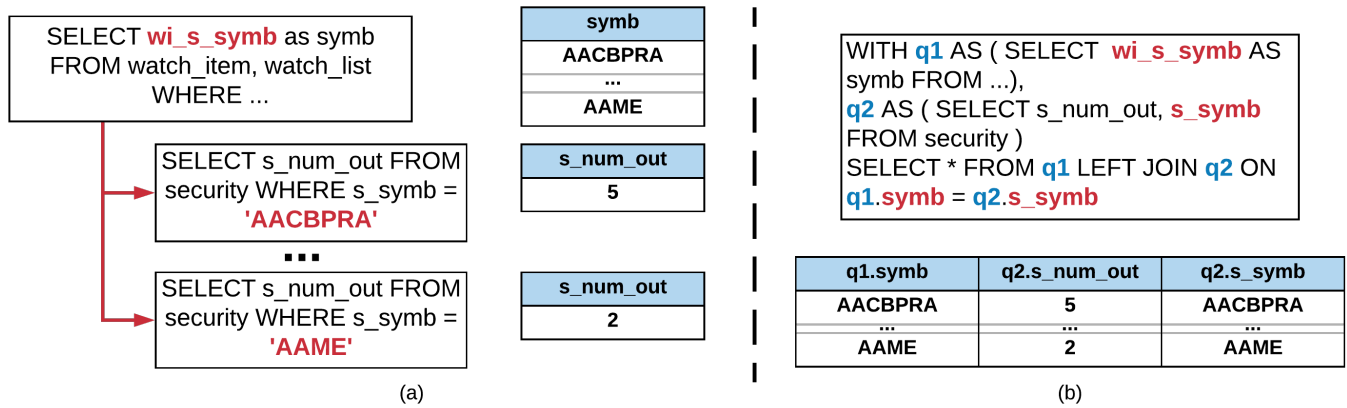 SELECT wi_s_symb as symb
FROM watch_item, watch_list
WHERE ...
symb
AACBPRA
...
AAME
SELECT s_num_out FROM
security WHERE s_symb =
'AACBPRA'
s_num_out
5
...
SELECT s_num_out FROM
security WHERE s_symb =
'AAME'
s_num_out
2
(a)
WITH q1 AS ( SELECT wi_s_symb AS
symb FROM ...),
q2 AS ( SELECT s_num_out, s_symb
FROM security )
SELECT * FROM q1 LEFT JOIN q2 ON
q1.symb = q2.s_symb
q1.symb q2.s_num_out q2.s_symb
AACBPRA 5 AACBPRA
... ... ...
AAME 2 AAME
(b)